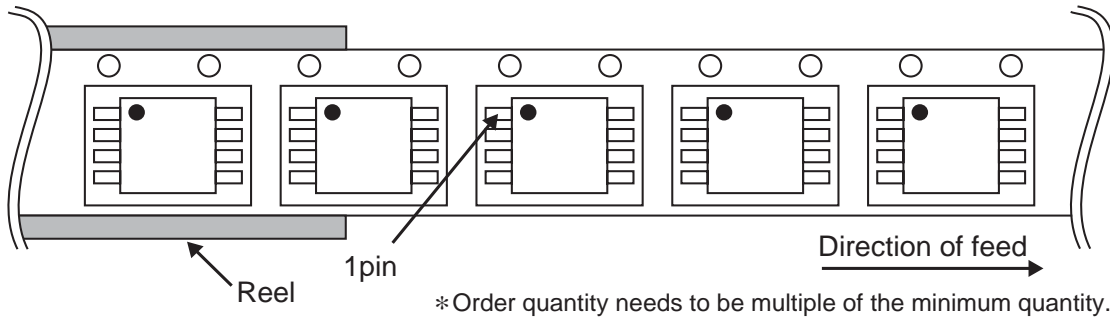 Direction of feed
1pin
Reel
*Order quantity needs to be multiple of the minimum quantity.